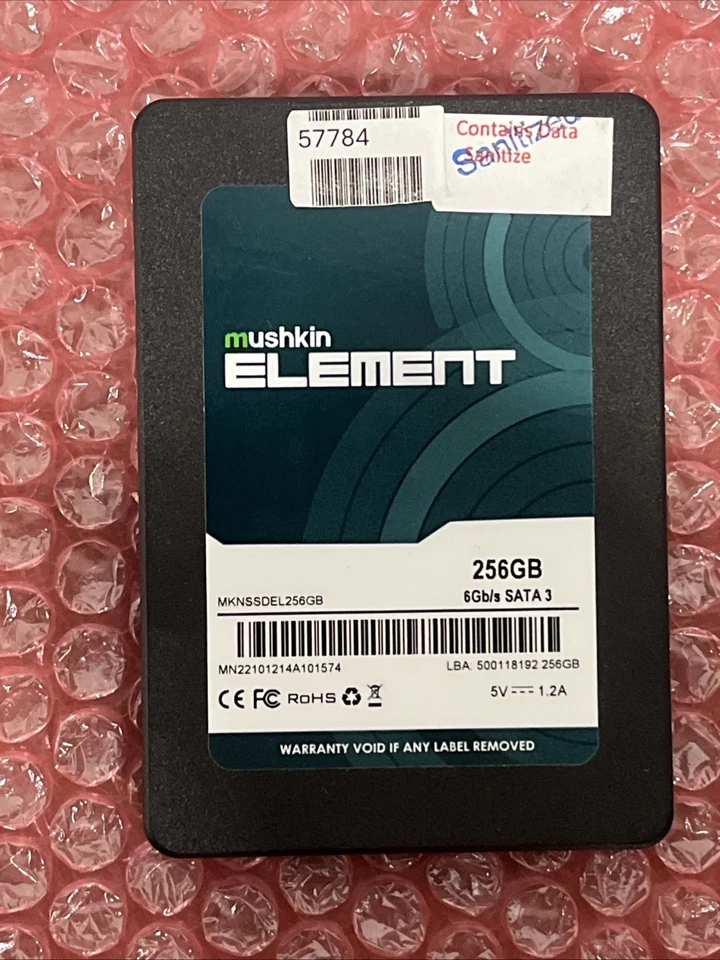 57784
Contains Data
Sanitize
Sanitized
mushkin
ELEMENT
256GB
6Gb/s SATA 3
MKNSSDEL256GB
MN22101214A101574
LBA: 500118192 256GB
CE FC RoHS
5V 1.2A
WARRANTY VOID IF ANY LABEL REMOVED